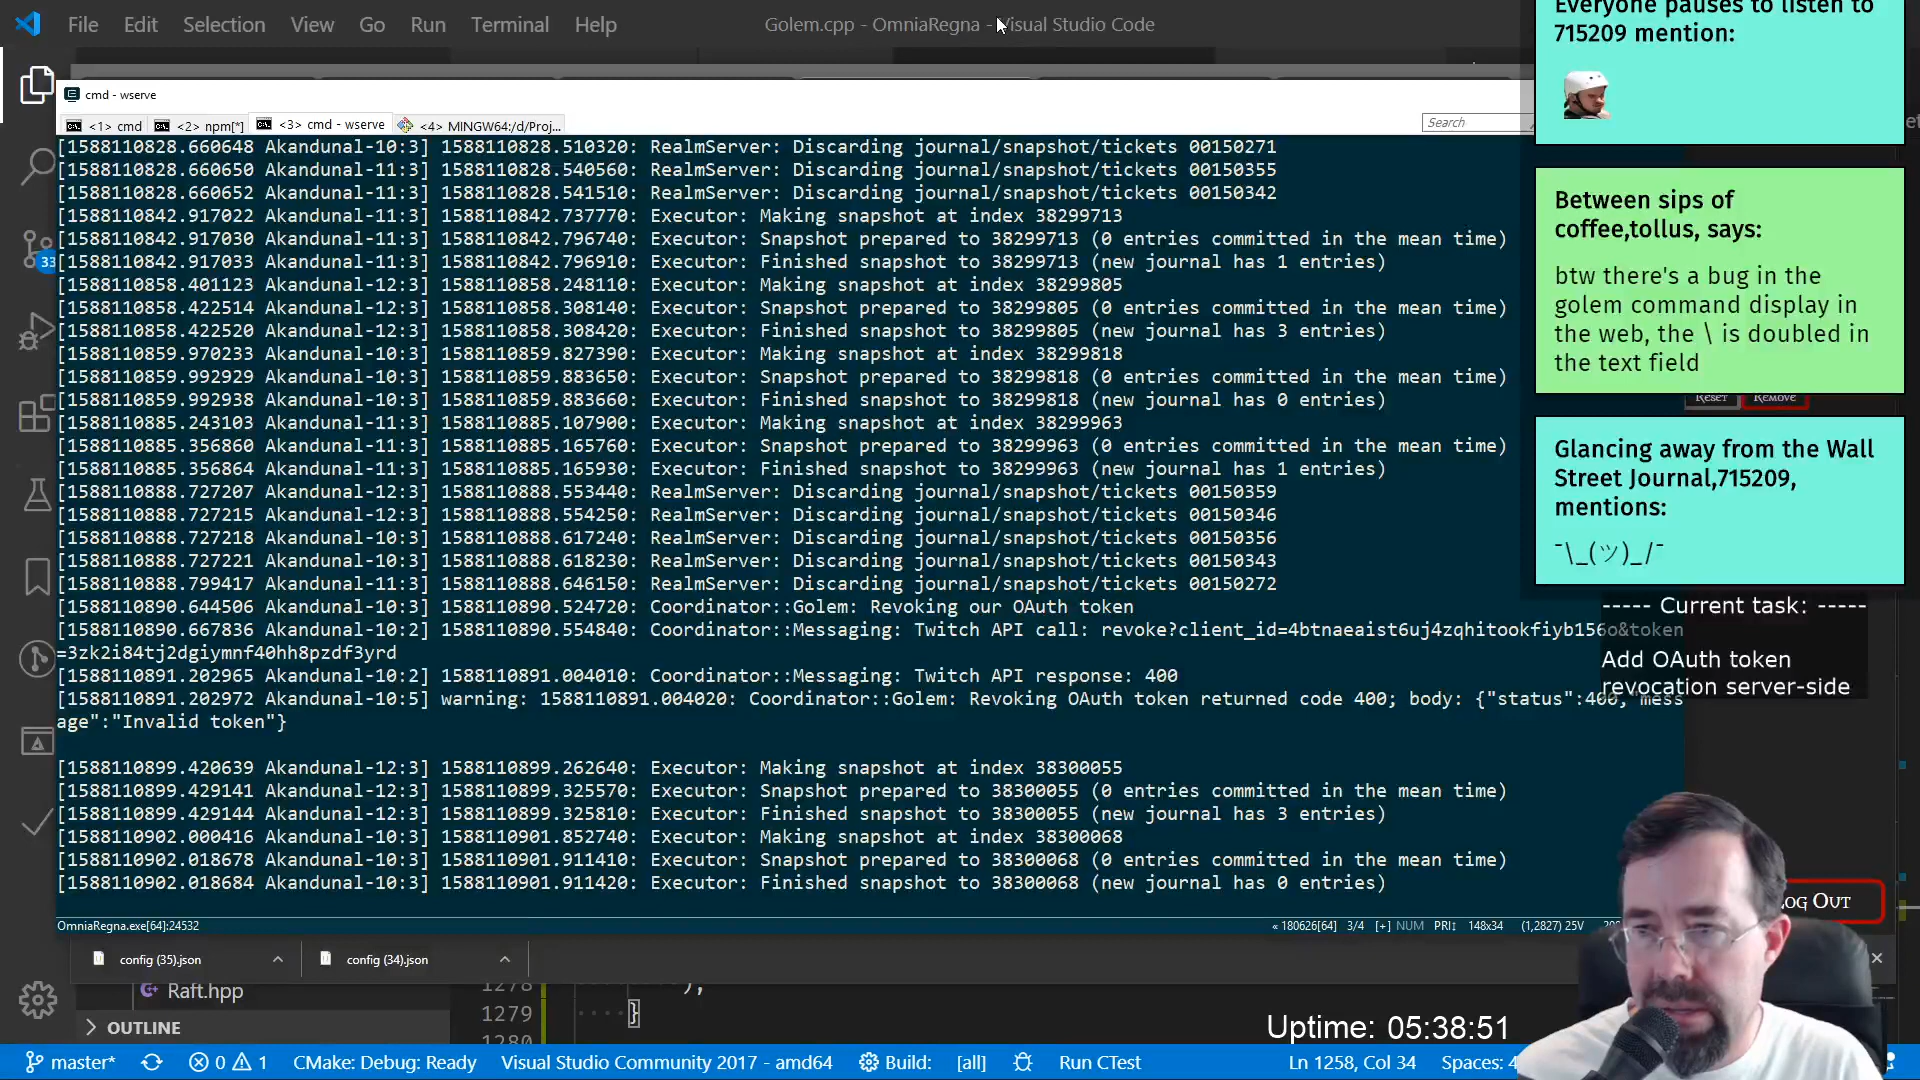 File Edit Selection View Go Run Terminal Help
Golem.cpp - OmniaRegna - Visual Studio Code
cmd - wserve
<1> cmd <2> npm[*] <3> cmd - wserve <4> MINGW64:/d/Proj...
Search
[1588110828.660648 Akandunal-10:3] 1588110828.510320: RealmServer: Discarding journal/snapshot/tickets 00150271
[1588110828.660650 Akandunal-11:3] 1588110828.540560: RealmServer: Discarding journal/snapshot/tickets 00150355
[1588110828.660652 Akandunal-11:3] 1588110828.541510: RealmServer: Discarding journal/snapshot/tickets 00150342
[1588110842.917022 Akandunal-11:3] 1588110842.737770: Executor: Making snapshot at index 38299713
[1588110842.917030 Akandunal-11:3] 1588110842.796740: Executor: Snapshot prepared to 38299713 (0 entries committed in the mean time)
[1588110842.917033 Akandunal-11:3] 1588110842.796910: Executor: Finished snapshot to 38299713 (new journal has 1 entries)
[1588110858.401123 Akandunal-12:3] 1588110858.248110: Executor: Making snapshot at index 38299805
[1588110858.422514 Akandunal-12:3] 1588110858.308140: Executor: Snapshot prepared to 38299805 (0 entries committed in the mean time)
[1588110858.422520 Akandunal-12:3] 1588110858.308420: Executor: Finished snapshot to 38299805 (new journal has 3 entries)
[1588110859.970233 Akandunal-10:3] 1588110859.827390: Executor: Making snapshot at index 38299818
[1588110859.992929 Akandunal-10:3] 1588110859.883650: Executor: Snapshot prepared to 38299818 (0 entries committed in the mean time)
[1588110859.992938 Akandunal-10:3] 1588110859.883660: Executor: Finished snapshot to 38299818 (new journal has 0 entries)
[1588110885.243103 Akandunal-11:3] 1588110885.107900: Executor: Making snapshot at index 38299963
[1588110885.356860 Akandunal-11:3] 1588110885.165760: Executor: Snapshot prepared to 38299963 (0 entries committed in the mean time)
[1588110885.356864 Akandunal-11:3] 1588110885.165930: Executor: Finished snapshot to 38299963 (new journal has 1 entries)
[1588110888.727207 Akandunal-12:3] 1588110888.553440: RealmServer: Discarding journal/snapshot/tickets 00150359
[1588110888.727215 Akandunal-12:3] 1588110888.554250: RealmServer: Discarding journal/snapshot/tickets 00150346
[1588110888.727218 Akandunal-10:3] 1588110888.617240: RealmServer: Discarding journal/snapshot/tickets 00150356
[1588110888.727221 Akandunal-10:3] 1588110888.618230: RealmServer: Discarding journal/snapshot/tickets 00150343
[1588110888.799417 Akandunal-11:3] 1588110888.646150: RealmServer: Discarding journal/snapshot/tickets 00150272
[1588110890.644506 Akandunal-10:3] 1588110890.524720: Coordinator::Golem: Revoking our OAuth token
[1588110890.667836 Akandunal-10:2] 1588110890.554840: Coordinator::Messaging: Twitch API call: revoke?client_id=4btnaeaist6uj4zqhitookfiyb156o&token
=3zk2i84tj2dgiymnf40hh8pzdf3yrd
[1588110891.202965 Akandunal-10:2] 1588110891.004010: Coordinator::Messaging: Twitch API response: 400
[1588110891.202972 Akandunal-10:5] warning: 1588110891.004020: Coordinator::Golem: Revoking OAuth token returned code 400; body: {"status":400,"mess
age":"Invalid token"}
[1588110899.420639 Akandunal-12:3] 1588110899.262640: Executor: Making snapshot at index 38300055
[1588110899.429141 Akandunal-12:3] 1588110899.325570: Executor: Snapshot prepared to 38300055 (0 entries committed in the mean time)
[1588110899.429144 Akandunal-12:3] 1588110899.325810: Executor: Finished snapshot to 38300055 (new journal has 3 entries)
[1588110902.000416 Akandunal-10:3] 1588110901.852740: Executor: Making snapshot at index 38300068
[1588110902.018678 Akandunal-10:3] 1588110901.911410: Executor: Snapshot prepared to 38300068 (0 entries committed in the mean time)
[1588110902.018684 Akandunal-10:3] 1588110901.911420: Executor: Finished snapshot to 38300068 (new journal has 0 entries)
OmniaRegna.exe[64]:24532
« 180626[64] 3/4 [+] NUM PRI↕ 148x34 (1,2827) 25V
config (35).json config (34).json
Raft.hpp
OUTLINE
1278 );
1279 }
1280
33
Everyone pauses to listen to
715209 mention:
Between sips of
coffee,tollus, says:
btw there's a bug in the
golem command display in
the web, the \ is doubled in
the text field
Reset Remove
Glancing away from the Wall
Street Journal,715209,
mentions:
¯\_(ツ)_/¯
----- Current task: -----
Add OAuth token
revocation server-side
Log Out
Uptime: 05:38:51
master* 0 1 CMake: Debug: Ready Visual Studio Community 2017 - amd64 Build: [all] Run CTest Ln 1258, Col 34 Spaces: 4